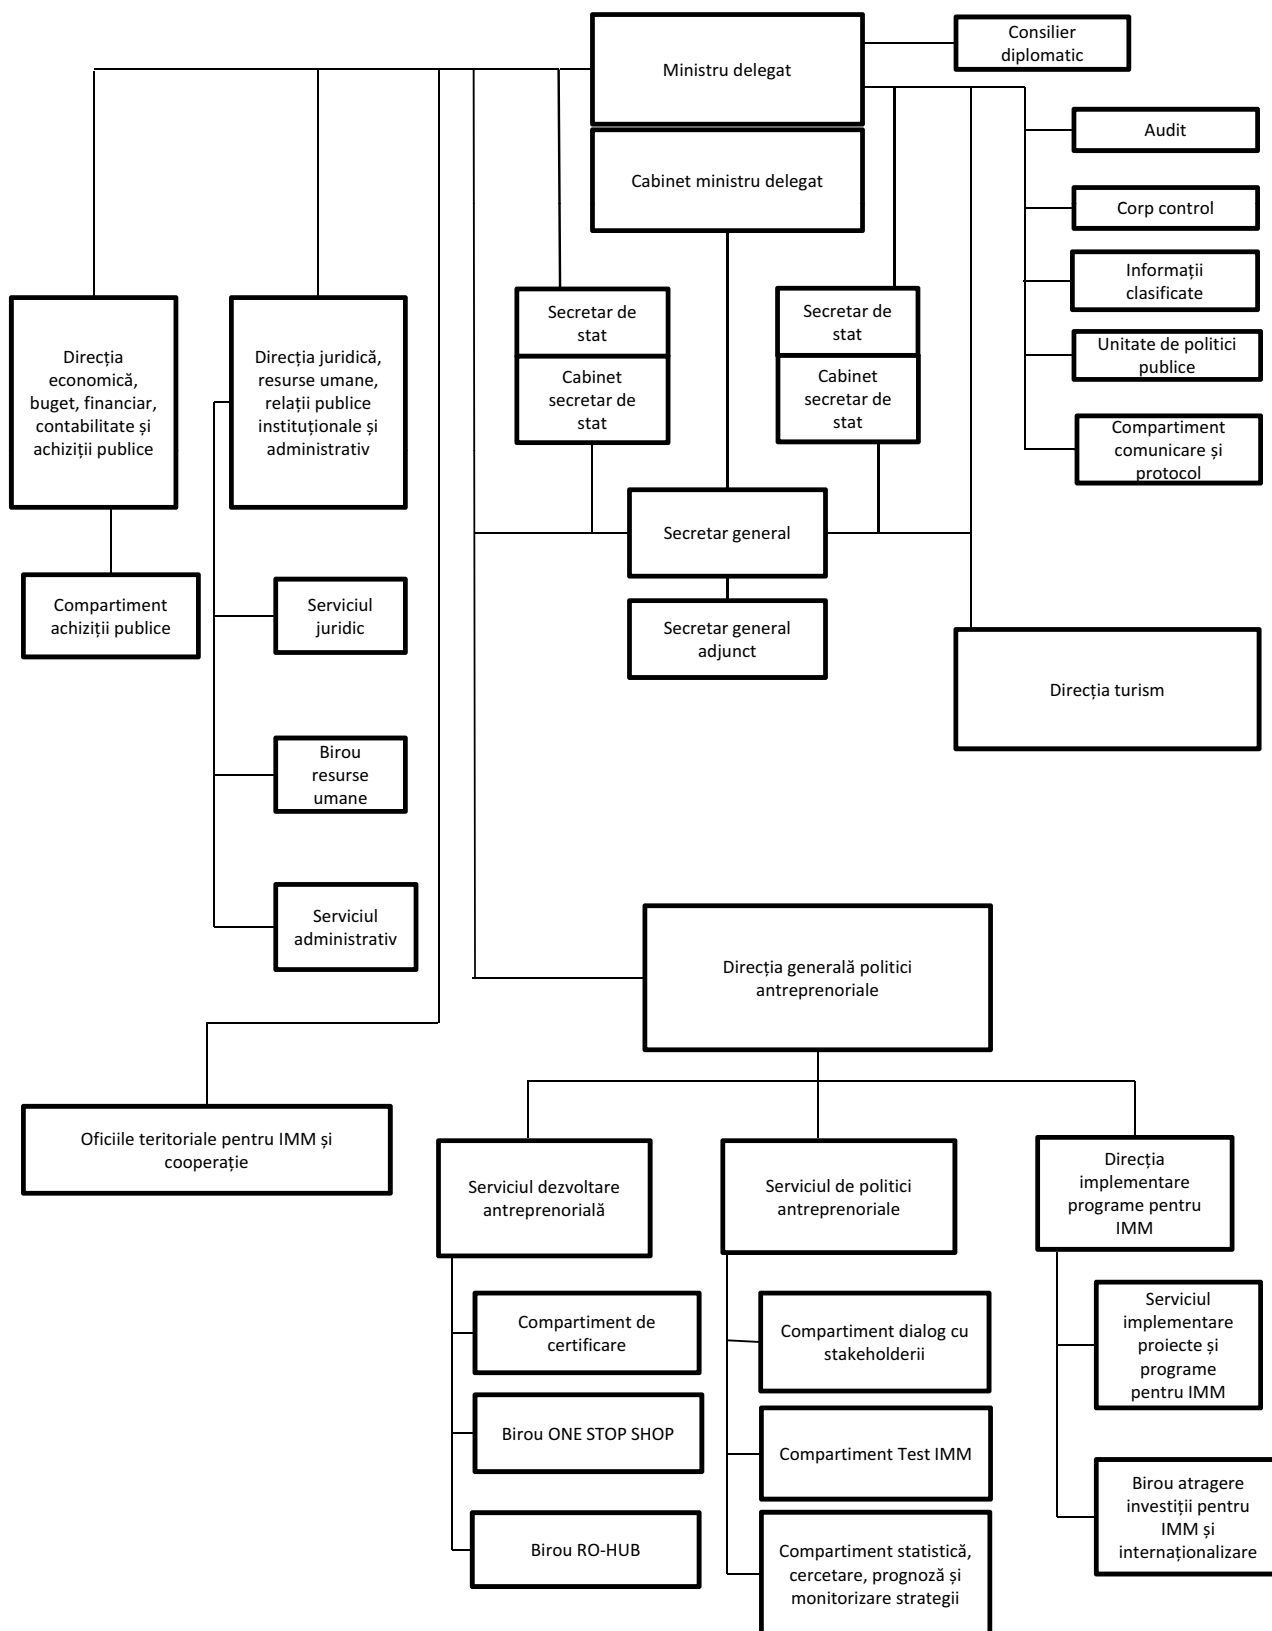 Consilier
diplomatic
Ministru delegat
Cabinet ministru delegat
Audit
Corp control
Informații
clasificate
Unitate de politici
publice
Compartiment
comunicare și
protocol
Direcția
economică,
buget, financiar,
contabilitate și
achiziții publice
Direcția juridică,
resurse umane,
relații publice
instituționale și
administrativ
Secretar de
stat
Cabinet
secretar de
stat
Secretar de
stat
Cabinet
secretar de
stat
Secretar general
Secretar general
adjunct
Compartiment
achiziții publice
Serviciul
juridic
Birou
resurse
umane
Serviciul
administrativ
Direcția turism
Direcția generală politici
antreprenoriale
Oficiile teritoriale pentru IMM și
cooperație
Serviciul dezvoltare
antreprenorială
Serviciul de politici
antreprenoriale
Direcția
implementare
programe pentru
IMM
Compartiment de
certificare
Birou ONE STOP SHOP
Birou RO-HUB
Compartiment dialog cu
stakeholderii
Compartiment Test IMM
Compartiment statistică,
cercetare, prognoză și
monitorizare strategii
Serviciul
implementare
proiecte și
programe
pentru IMM
Birou atragere
investiții pentru
IMM și
internaționalizare